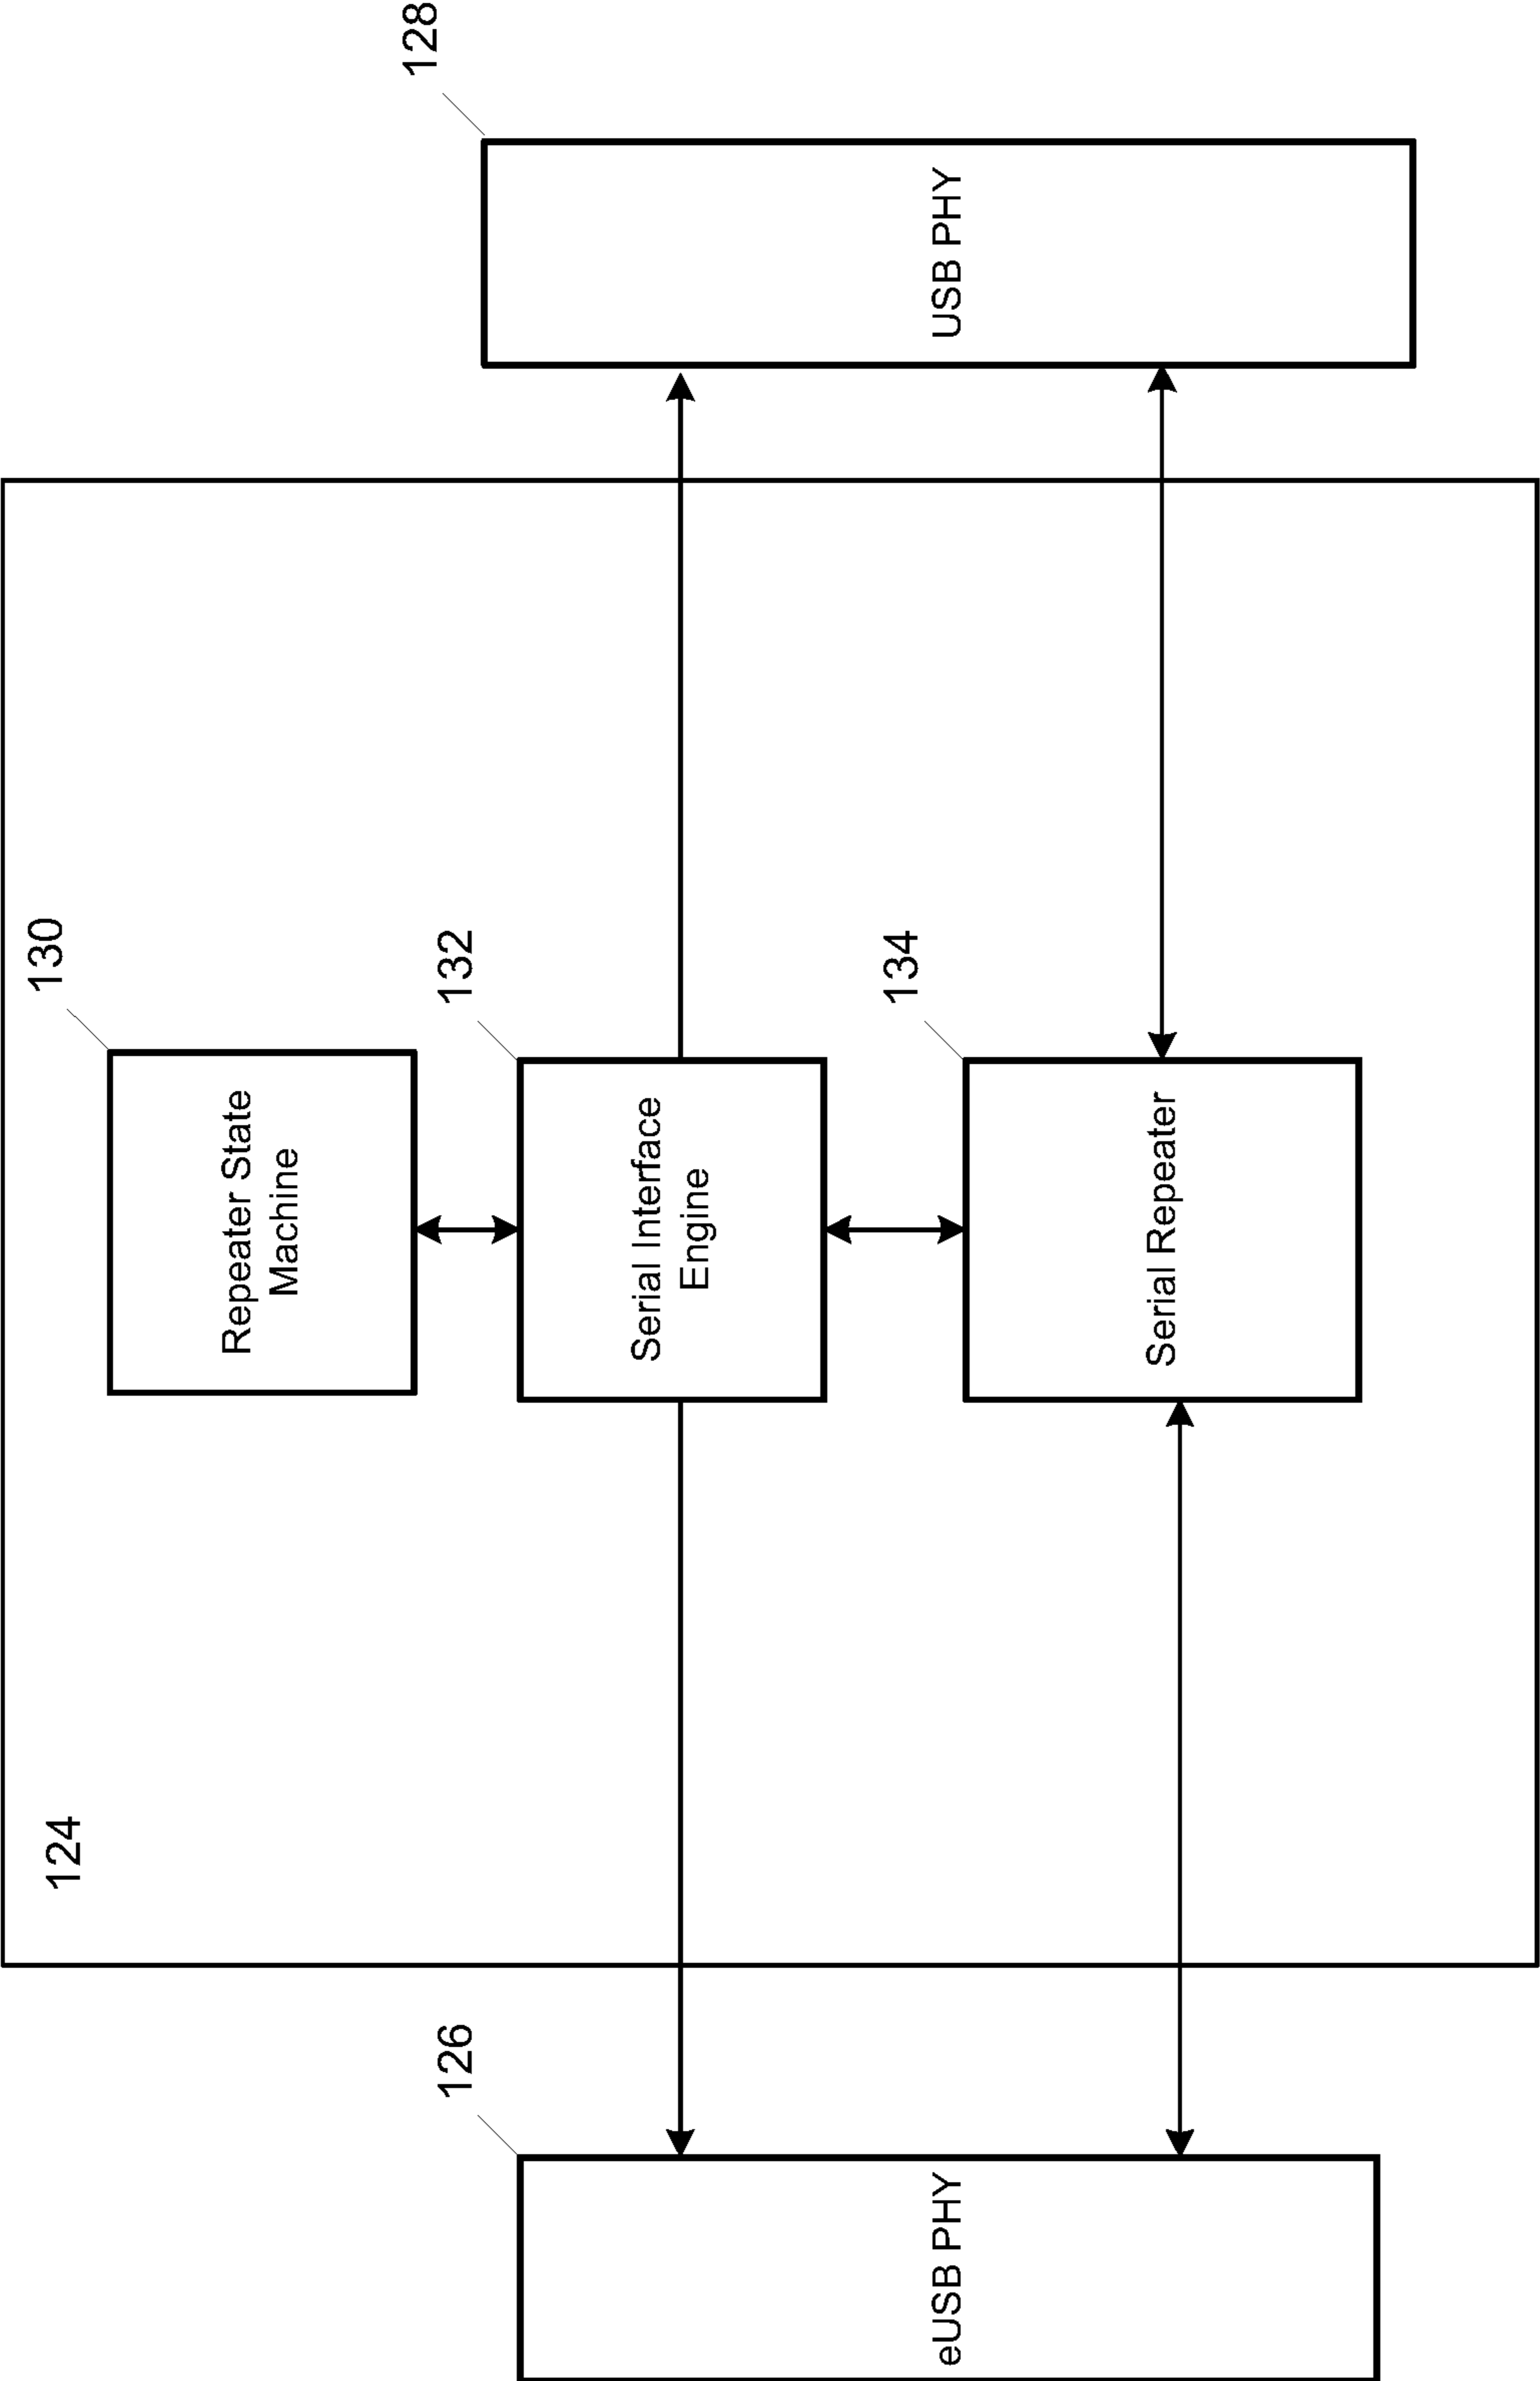 124
130
Repeater State
Machine
126
eUSB PHY
132
Serial Interface
Engine
128
USB PHY
134
Serial Repeater